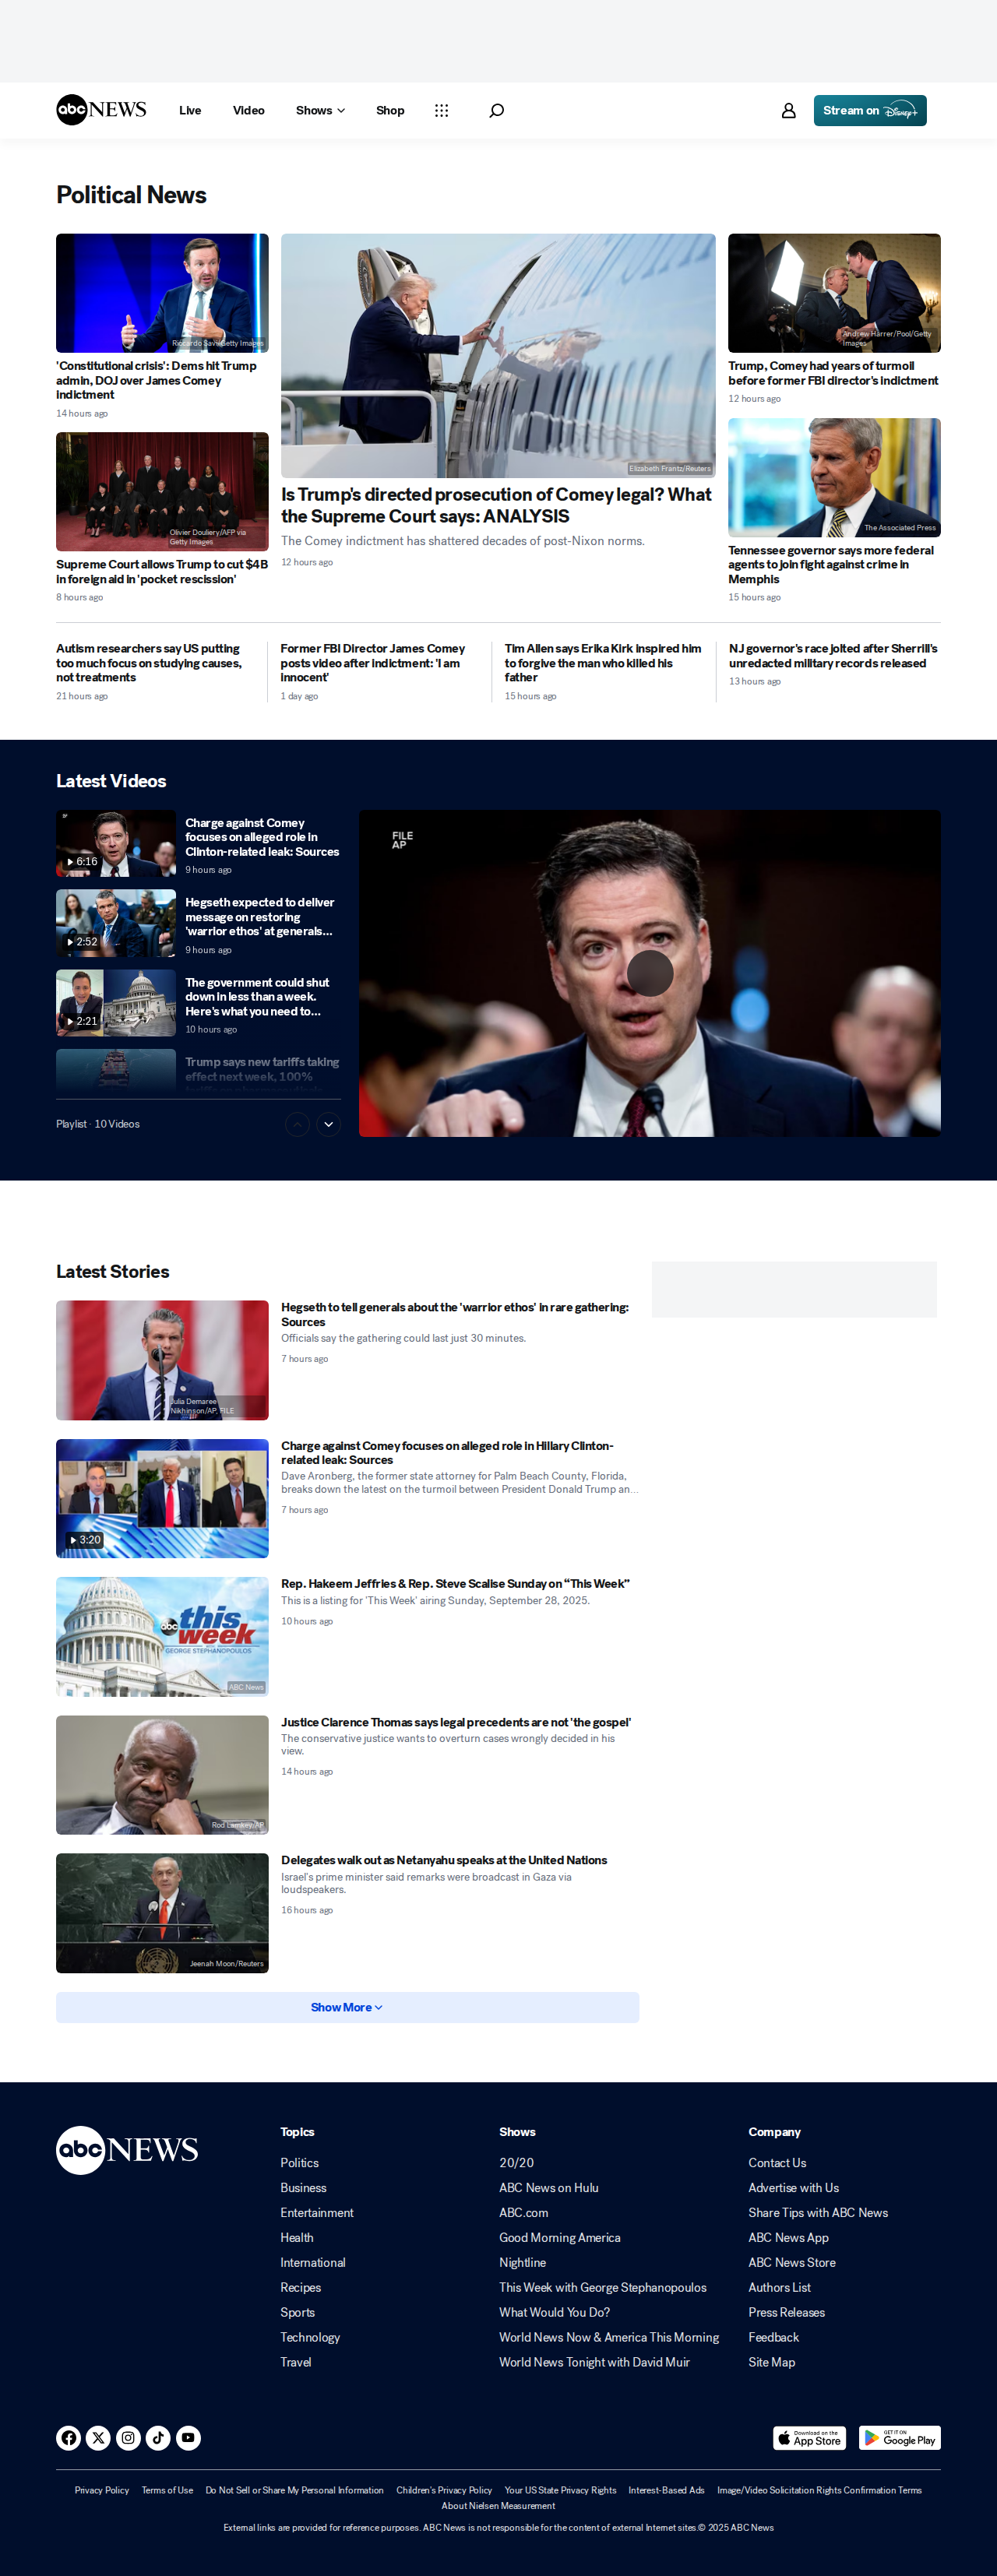 abc NEWS
Live
Video
Shows
Shop
Stream on Disney+
Political News
Riccardo Savi/Getty Images
'Constitutional crisis': Dems hit Trump
admin, DOJ over James Comey
indictment
14 hours ago
Olivier Douliery/AFP via
Getty Images
Supreme Court allows Trump to cut $4B
in foreign aid in 'pocket rescission'
8 hours ago
Elizabeth Frantz/Reuters
Is Trump's directed prosecution of Comey legal? What
the Supreme Court says: ANALYSIS
The Comey indictment has shattered decades of post-Nixon norms.
12 hours ago
Andrew Harrer/Pool/Getty
Images
Trump, Comey had years of turmoil
before former FBI director's indictment
12 hours ago
The Associated Press
Tennessee governor says more federal
agents to join fight against crime in
Memphis
15 hours ago
Autism researchers say US putting
too much focus on studying causes,
not treatments
21 hours ago
Former FBI Director James Comey
posts video after indictment: 'I am
innocent'
1 day ago
Tim Allen says Erika Kirk inspired him
to forgive the man who killed his
father
15 hours ago
NJ governor's race jolted after Sherrill's
unredacted military records released
13 hours ago
Latest Videos
6:16
Charge against Comey
focuses on alleged role in
Clinton-related leak: Sources
9 hours ago
2:52
Hegseth expected to deliver
message on restoring
'warrior ethos' at generals...
9 hours ago
2:21
The government could shut
down in less than a week.
Here's what you need to...
10 hours ago
Trump says new tariffs taking
effect next week, 100%
Playlist · 10 Videos
FILE
AP
Latest Stories
Julia Demaree
Nikhinson/AP, FILE
Hegseth to tell generals about the 'warrior ethos' in rare gathering:
Sources
Officials say the gathering could last just 30 minutes.
7 hours ago
3:20
Charge against Comey focuses on alleged role in Hillary Clinton-
related leak: Sources
Dave Aronberg, the former state attorney for Palm Beach County, Florida,
breaks down the latest on the turmoil between President Donald Trump an...
7 hours ago
abc this
week
GEORGE STEPHANOPOULOS
ABC News
Rep. Hakeem Jeffries & Rep. Steve Scalise Sunday on “This Week”
This is a listing for 'This Week' airing Sunday, September 28, 2025.
10 hours ago
Rod Lamkey/AP
Justice Clarence Thomas says legal precedents are not 'the gospel'
The conservative justice wants to overturn cases wrongly decided in his
view.
14 hours ago
Jeenah Moon/Reuters
Delegates walk out as Netanyahu speaks at the United Nations
Israel's prime minister said remarks were broadcast in Gaza via
loudspeakers.
16 hours ago
Show More
abc NEWS
Topics
Politics
Business
Entertainment
Health
International
Recipes
Sports
Technology
Travel
Shows
20/20
ABC News on Hulu
ABC.com
Good Morning America
Nightline
This Week with George Stephanopoulos
What Would You Do?
World News Now & America This Morning
World News Tonight with David Muir
Company
Contact Us
Advertise with Us
Share Tips with ABC News
ABC News App
ABC News Store
Authors List
Press Releases
Feedback
Site Map
Download on the
App Store
GET IT ON
Google Play
Privacy Policy
Terms of Use
Do Not Sell or Share My Personal Information
Children's Privacy Policy
Your US State Privacy Rights
Interest-Based Ads
Image/Video Solicitation Rights Confirmation Terms
About Nielsen Measurement
External links are provided for reference purposes. ABC News is not responsible for the content of external Internet sites.© 2025 ABC News